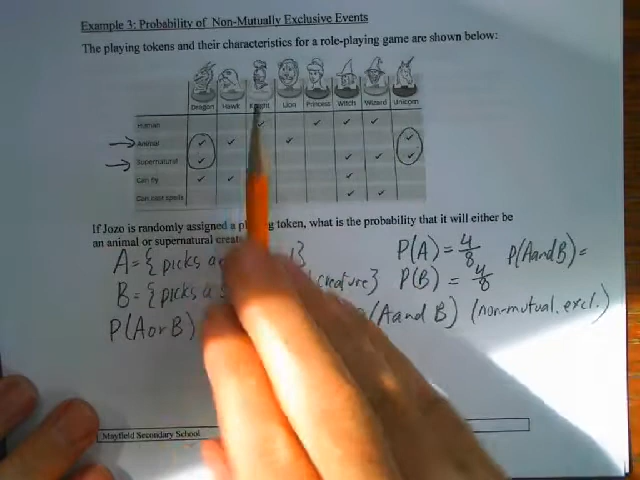 Example 3: Probability of Non-Mutually Exclusive Events
The playing tokens and their characteristics for a role-playing game are shown below:
Dragon Hawk Lion Princess Witch Wizard Unicorn
Human ✓ ✓ ✓ ✓
→ Animal ✓ ✓ ✓ ✓
→ Supernatural ✓ ✓ ✓ ✓
Can fly ✓ ✓ ✓
Can cast spells ✓ ✓
If Jozo is randomly assigned a playing token, what is the probability that it will either be
an animal or supernatural
A = { picks } P(A) = 4/8 P(A and B) =
B = { picks a creature} P(B) = 4/8
P(A or B) P(A and B) (non-mutual. excl.)
Mayfield Secondary School